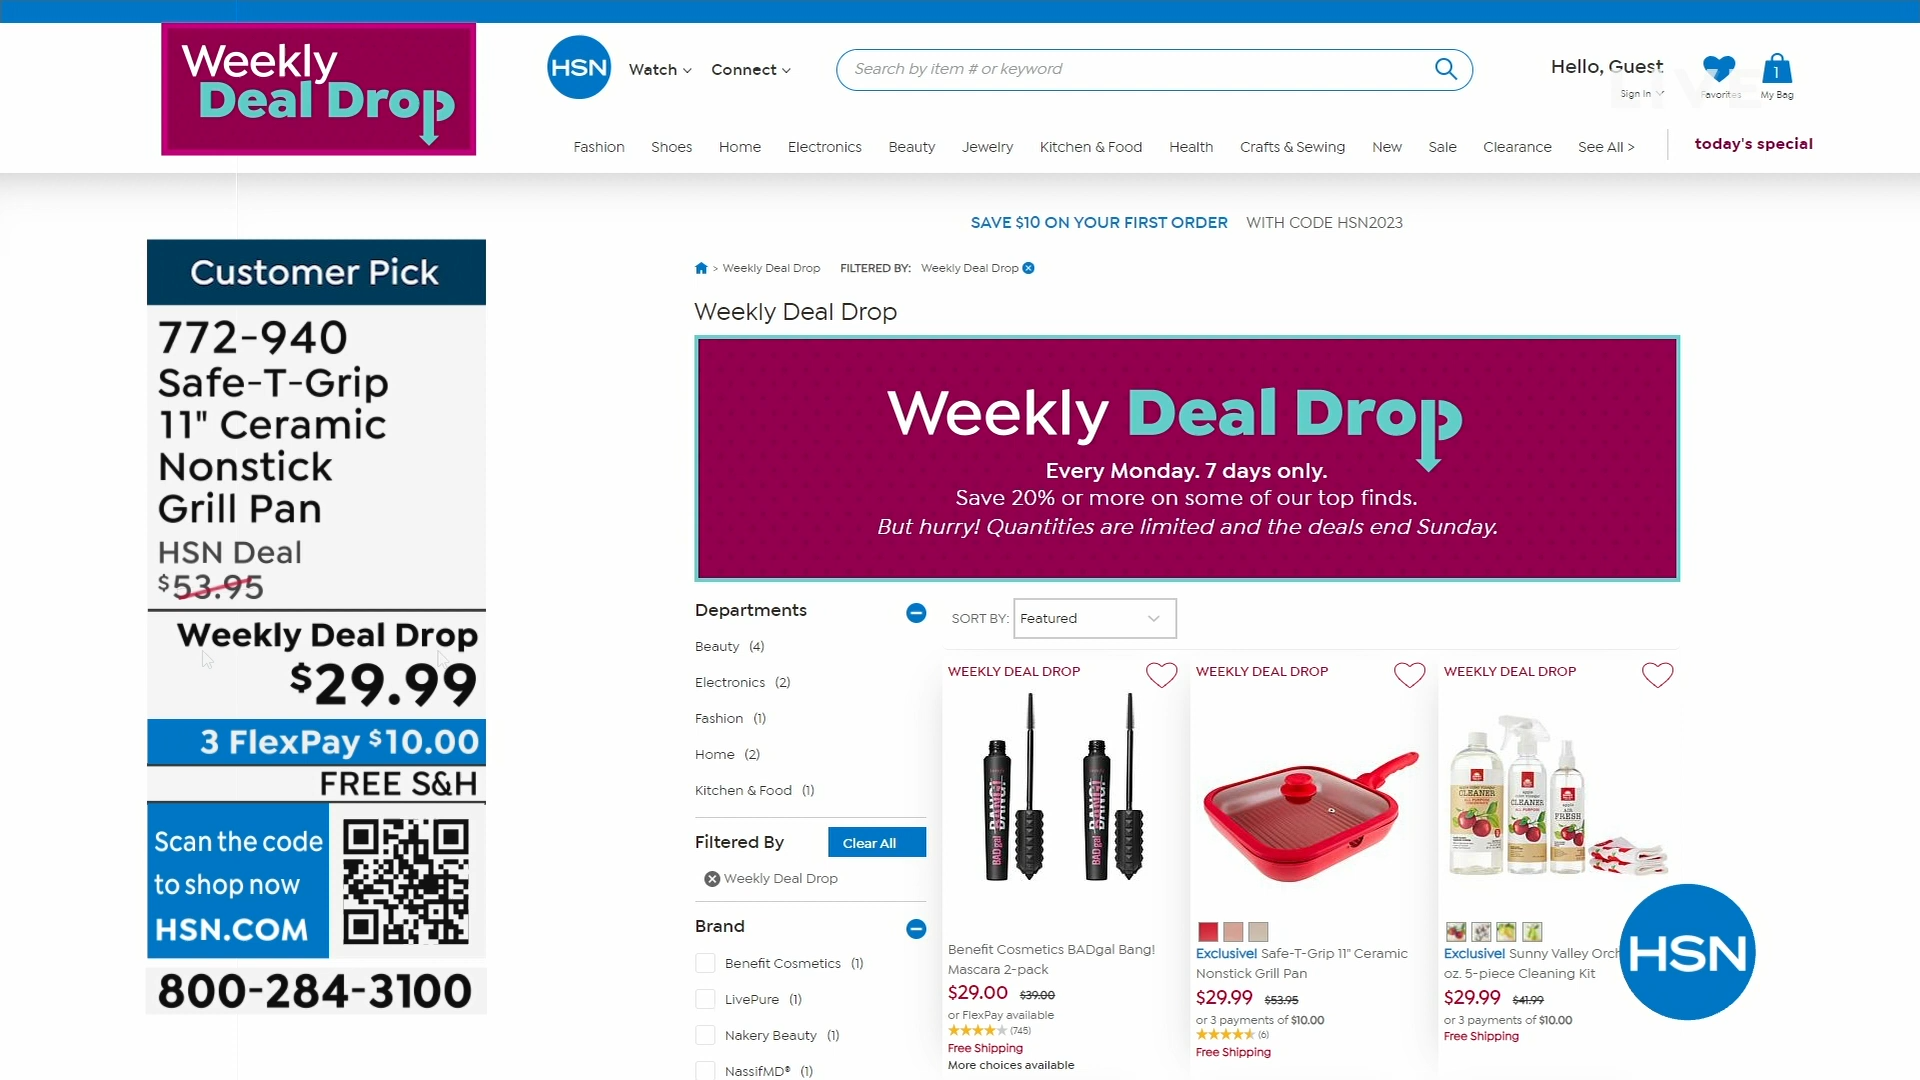 Weekly
Deal Drop
HSN
Watch
Connect
Search by item # or keyword
Hello, Guest
Sign In
Favorites
1
My Bag
LIVE
Fashion
Shoes
Home
Electronics
Beauty
Jewelry
Kitchen & Food
Health
Crafts & Sewing
New
Sale
Clearance
See All >
today's special
SAVE $10 ON YOUR FIRST ORDER WITH CODE HSN2023
> Weekly Deal Drop FILTERED BY: Weekly Deal Drop
Weekly Deal Drop
Weekly Deal Drop
Every Monday. 7 days only.
Save 20% or more on some of our top finds.
But hurry! Quantities are limited and the deals end Sunday.
Customer Pick
772-940
Safe-T-Grip
11" Ceramic
Nonstick
Grill Pan
HSN Deal
$53.95
Weekly Deal Drop
$29.99
3 FlexPay $10.00
FREE S&H
Scan the code
to shop now
HSN.COM
800-284-3100
Departments
Beauty (4)
Electronics (2)
Fashion (1)
Home (2)
Kitchen & Food (1)
Filtered By
Clear All
Weekly Deal Drop
Brand
Benefit Cosmetics (1)
LivePure (1)
Nakery Beauty (1)
NassifMD® (1)
SORT BY: Featured
WEEKLY DEAL DROP
BADgal BANG!
BADgal BANG!
Benefit Cosmetics BADgal Bang!
Mascara 2-pack
$29.00 $39.00
or FlexPay available
(745)
Free Shipping
More choices available
WEEKLY DEAL DROP
Exclusive! Safe-T-Grip 11" Ceramic
Nonstick Grill Pan
$29.99 $53.95
or 3 payments of $10.00
(6)
Free Shipping
WEEKLY DEAL DROP
CLEANER
CLEANER
AIR
FRESH
Exclusive! Sunny Valley Orch
oz. 5-piece Cleaning Kit
$29.99 $41.99
or 3 payments of $10.00
Free Shipping
HSN